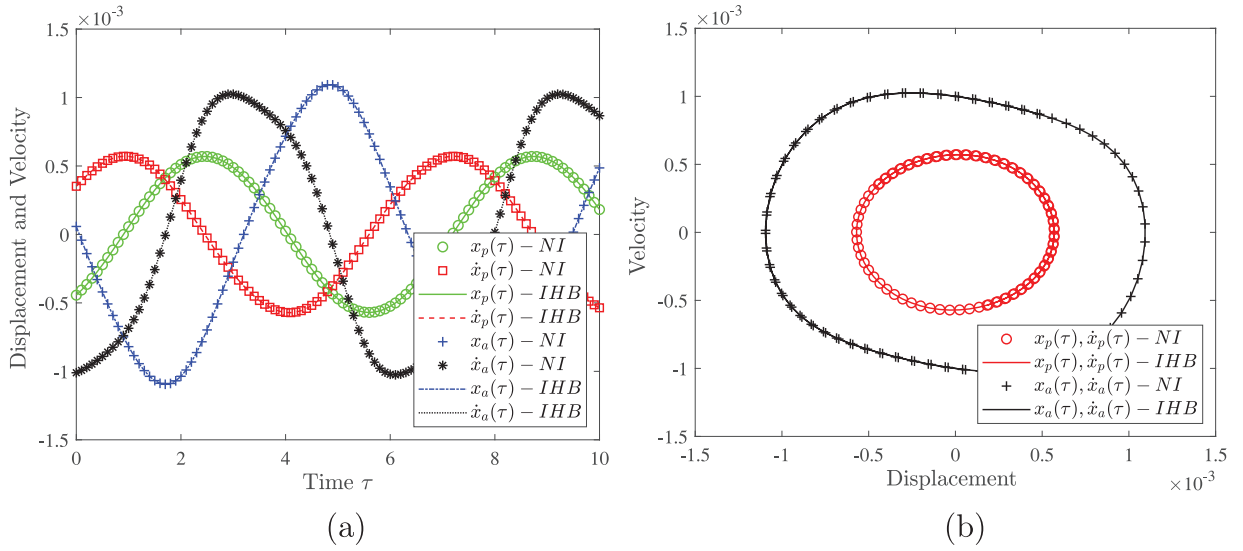 ×10⁻³
1.5
1
0.5
0
-0.5
-1
-1.5
Displacement and Velocity
0 2 4 6 8 10
Time τ
x_p(τ) − NI
ẋ_p(τ) − NI
x_p(τ) − IHB
ẋ_p(τ) − IHB
x_a(τ) − NI
ẋ_a(τ) − NI
x_a(τ) − IHB
ẋ_a(τ) − IHB
(a)
×10⁻³
1.5
1
0.5
0
-0.5
-1
-1.5
Velocity
-1.5 -1 -0.5 0 0.5 1 1.5
Displacement
×10⁻³
x_p(τ), ẋ_p(τ) − NI
x_p(τ), ẋ_p(τ) − IHB
x_a(τ), ẋ_a(τ) − NI
x_a(τ), ẋ_a(τ) − IHB
(b)